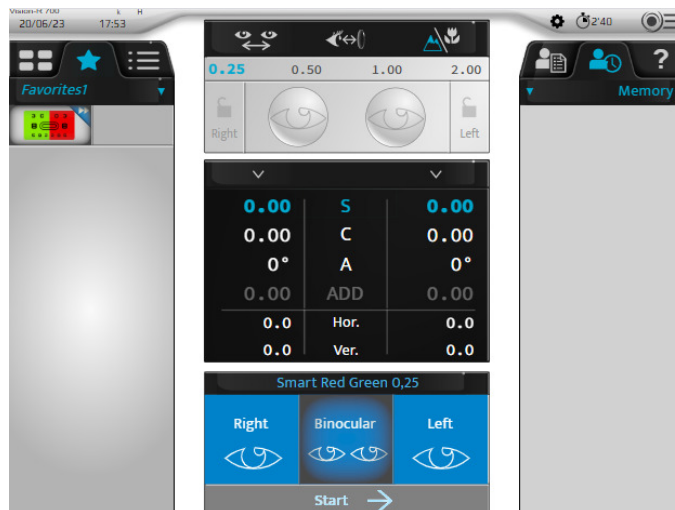 Vision-R 700
k H
20/06/23 17:53
2'40
0.25 0.50 1.00 2.00
Favorites1
Memory
Right Left
0.00 S 0.00
0.00 C 0.00
0° A 0°
0.00 ADD 0.00
0.0 Hor. 0.0
0.0 Ver. 0.0
Smart Red Green 0,25
Right Binocular Left
Start
?